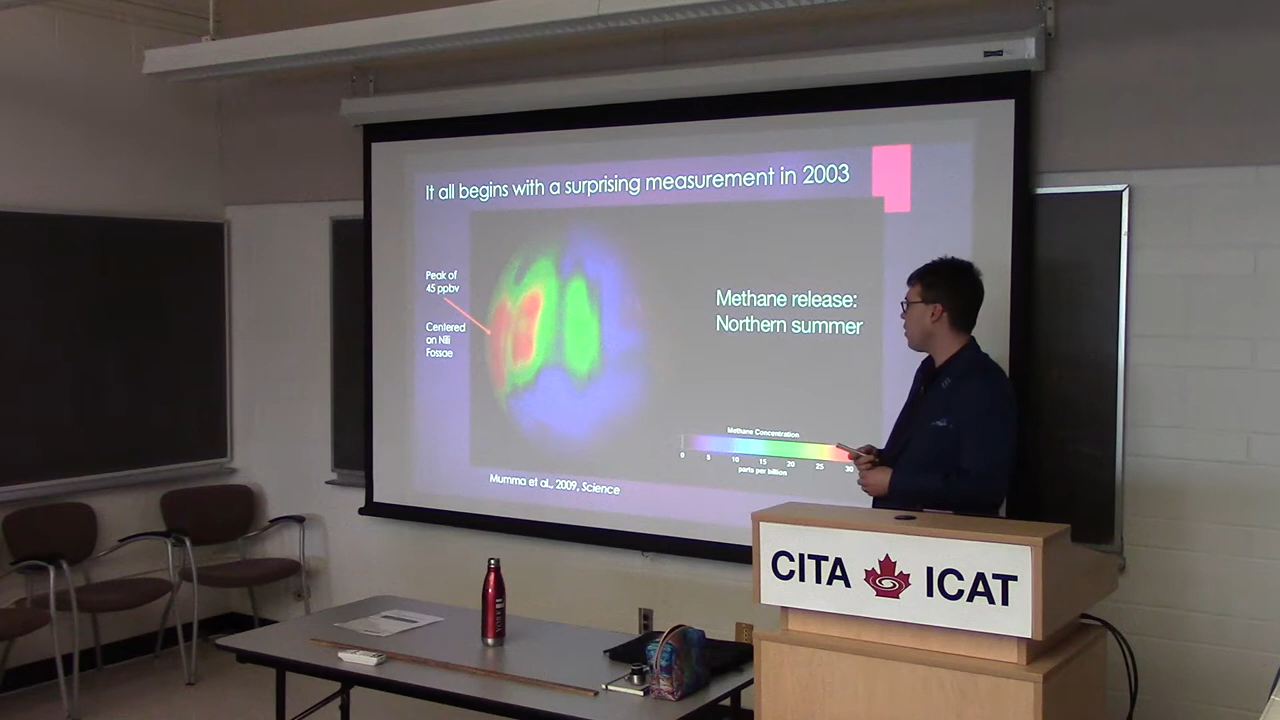 It all begins with a surprising measurement in 2003
Peak of
45 ppbv
Centered
on Nili
Fossae
Methane release:
Northern summer
Methane Concentration
0 5 10 15 20 25 30
parts per billion
Mumma et al., 2009, Science
CITA ICAT
YORK